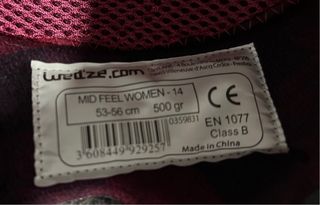 wedze.com
MID FEEL WOMEN - 14
53-56 cm 500 gr
0359831
3 608449 929257
CE
EN 1077
Class B
Made in China